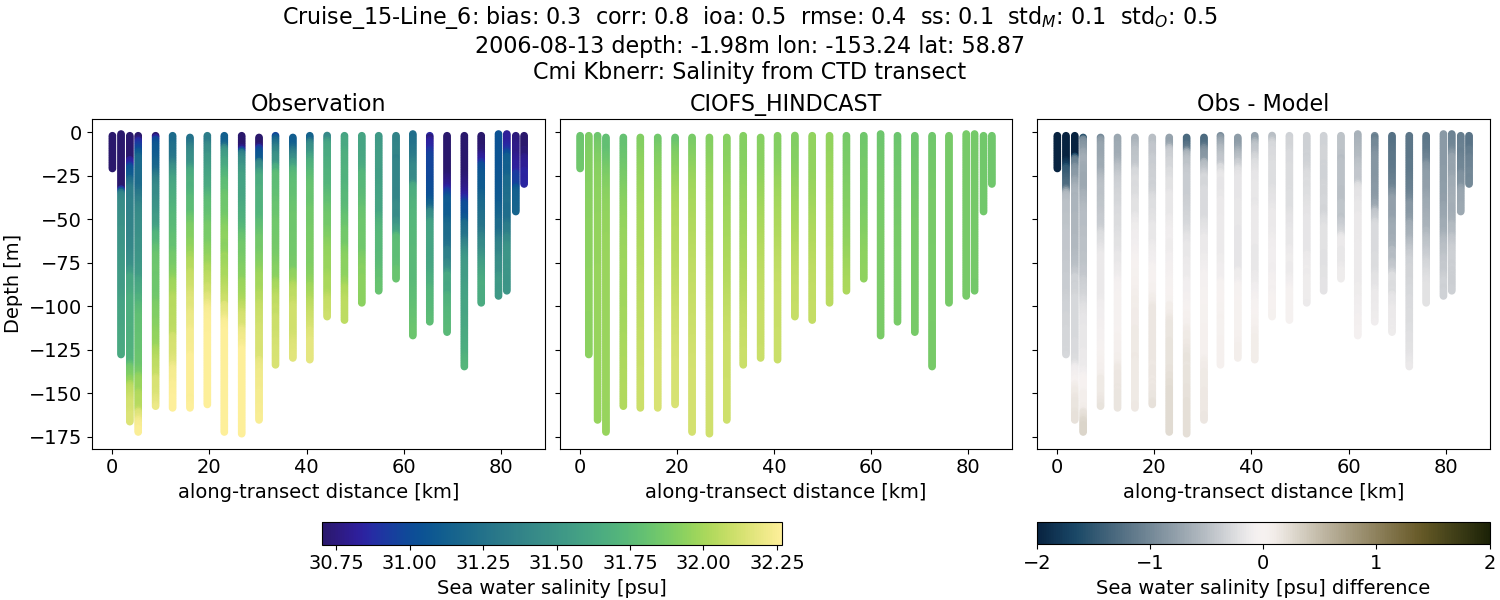 Cruise_15-Line_6: bias: 0.3 corr: 0.8 ioa: 0.5 rmse: 0.4 ss: 0.1 std_M: 0.1 std_O: 0.5
2006-08-13 depth: -1.98m lon: -153.24 lat: 58.87
Cmi Kbnerr: Salinity from CTD transect
Observation
CIOFS_HINDCAST
Obs - Model
Depth [m]
0
−25
−50
−75
−100
−125
−150
−175
0 20 40 60 80
0 20 40 60 80
0 20 40 60 80
along-transect distance [km]
along-transect distance [km]
along-transect distance [km]
30.75 31.00 31.25 31.50 31.75 32.00 32.25
Sea water salinity [psu]
−2 −1 0 1 2
Sea water salinity [psu] difference